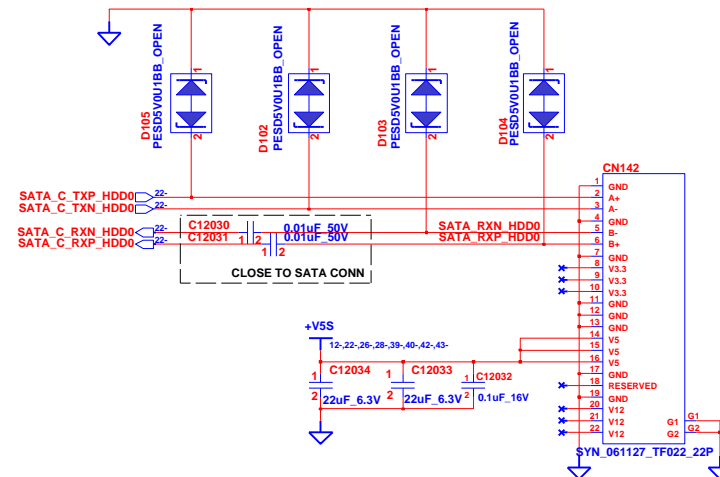 1 1 1 1
PESD5V0U1BB_OPEN PESD5V0U1BB_OPEN PESD5V0U1BB_OPEN PESD5V0U1BB_OPEN
D105 D102 D103 D104
2 2 2 2
CN142
1 GND
SATA_C_TXP_HDD0 22- 2 A+
SATA_C_TXN_HDD0 22- 3 A-
4 GND
SATA_C_RXN_HDD0 22- C12030 1 2 0.01uF_50V SATA_RXN_HDD0 5 B-
SATA_C_RXP_HDD0 22- C12031 1 2 0.01uF_50V SATA_RXP_HDD0 6 B+
7 GND
CLOSE TO SATA CONN
8 V3.3
9 V3.3
10 V3.3
11 GND
12 GND
13 GND
+V5S
12-,22-,26-,28-,39-,40-,42-,43-
14 V5
15 V5
16 V5
1 C12034 1 C12033 1 C12032
2 22uF_6.3V 2 22uF_6.3V 2 0.1uF_16V
17 GND
18 RESERVED
19 GND
20 V12
21 V12 G1 G1
22 V12 G2 G2
SYN_061127_TF022_22P